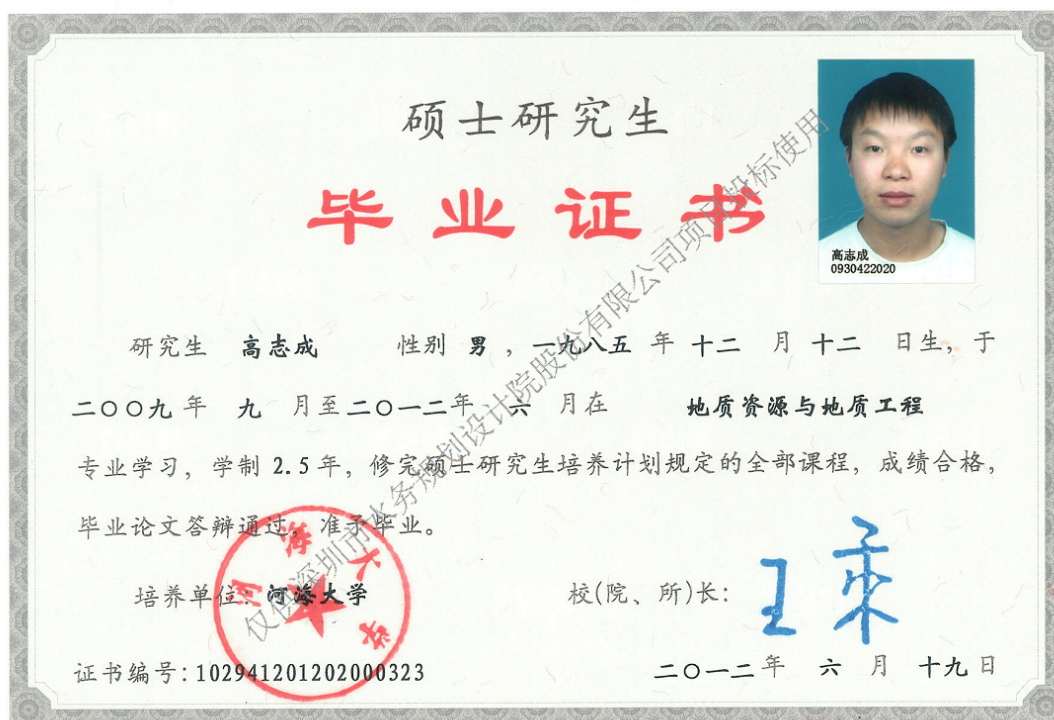 硕士研究生
毕业证书
高志成
0930422020
研究生 高志成 性别 男 ，一九八五 年 十二 月 十二 日生，于
二〇〇九 年 九 月至 二〇一二 年 六 月在 地质资源与地质工程
专业学习，学制 2.5 年，修完硕士研究生培养计划规定的全部课程，成绩合格，
毕业论文答辩通过，准予毕业。
培养单位：河海大学
校(院、所)长：
王乘
证书编号：102941201202000323
二〇一二 年 六 月 十九 日
河海大学
仅供深圳市水务规划设计院股份有限公司项目投标使用